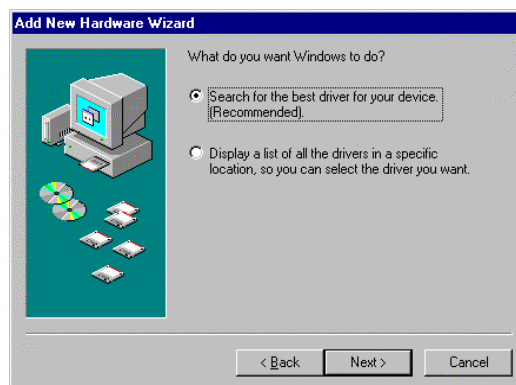 Add New Hardware Wizard
What do you want Windows to do?
Search for the best driver for your device.
(Recommended).
Display a list of all the drivers in a specific
location, so you can select the driver you want.
< Back
Next >
Cancel